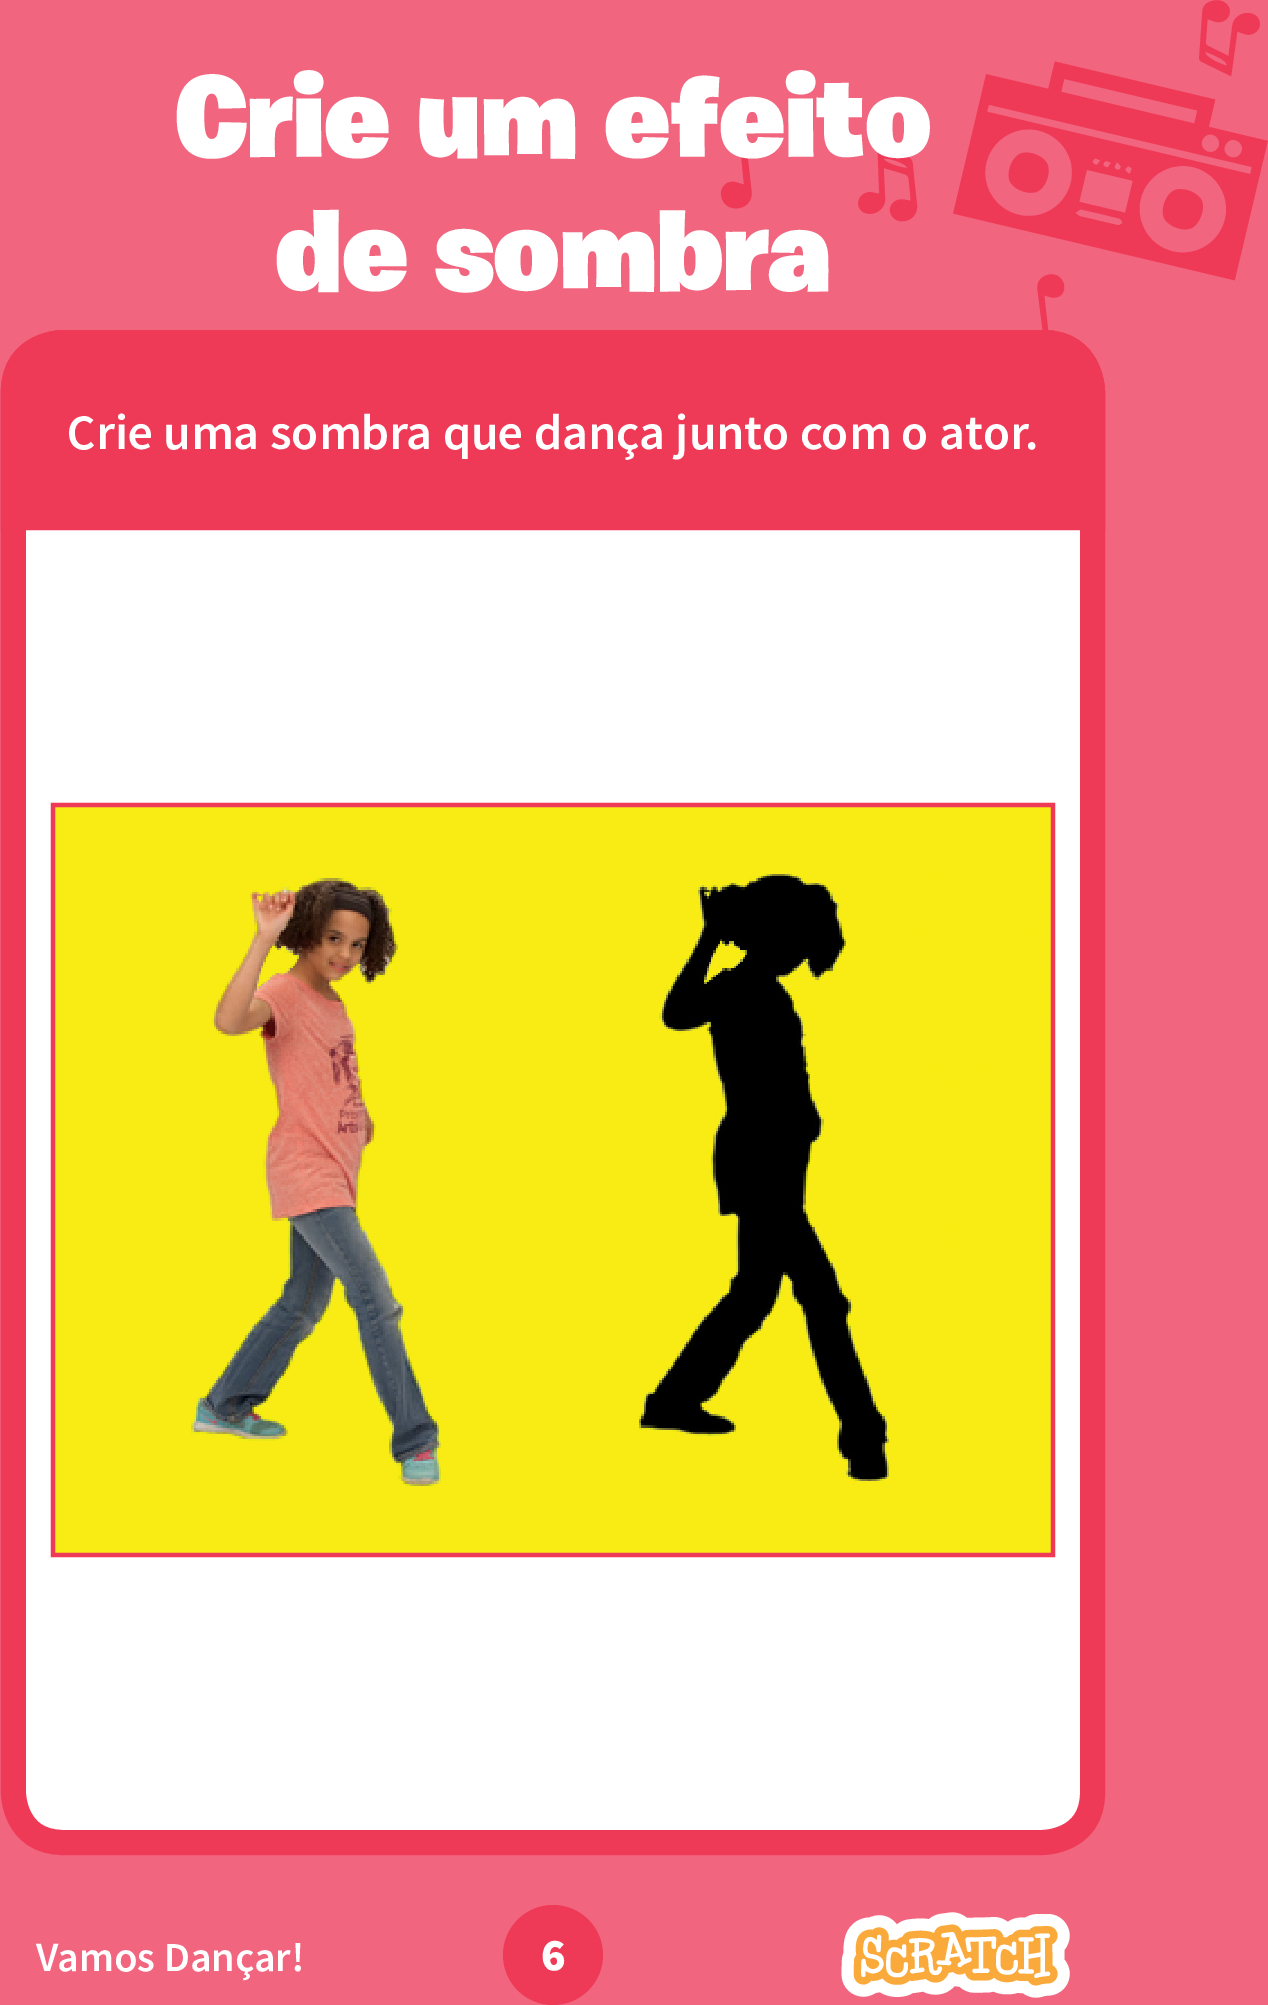 Crie um efeito
de sombra
Crie uma sombra que dança junto com o ator.
Vamos Dançar!
6
SCRATCH